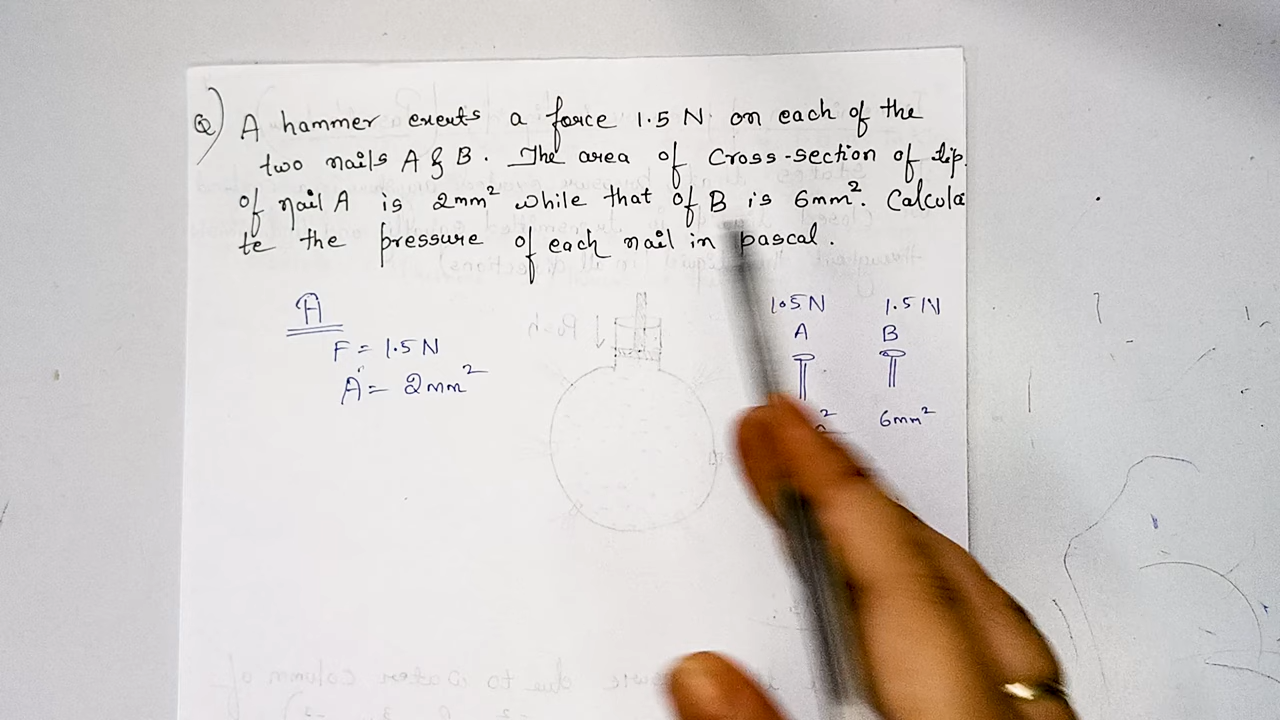 Q) A hammer exerts a force 1.5 N on each of the
two nails A & B. The area of cross-section of tip
of nail A is 2mm² while that of B is 6mm². Calcula
te the pressure of each nail in pascal.
A
F = 1.5 N
A = 2mm²
1.5N 1.5 N
A B
6mm²